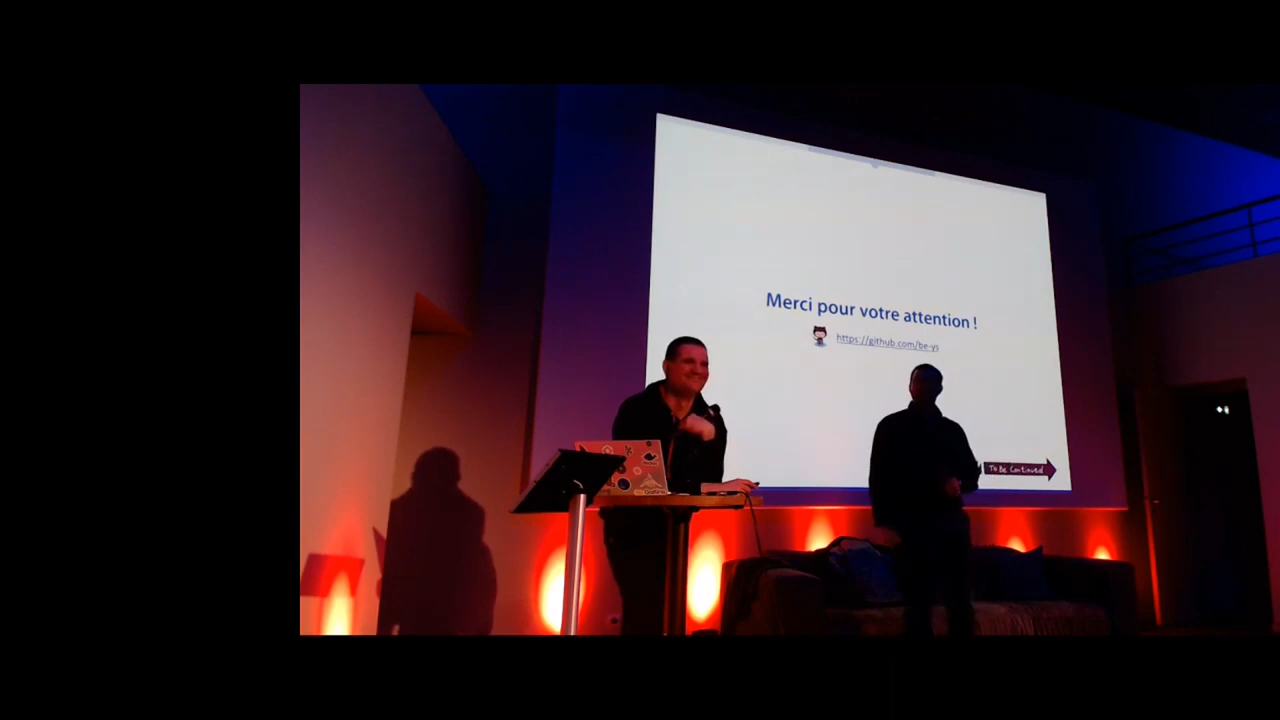 Merci pour votre attention !
https://github.com/be-ys
To Be Continued